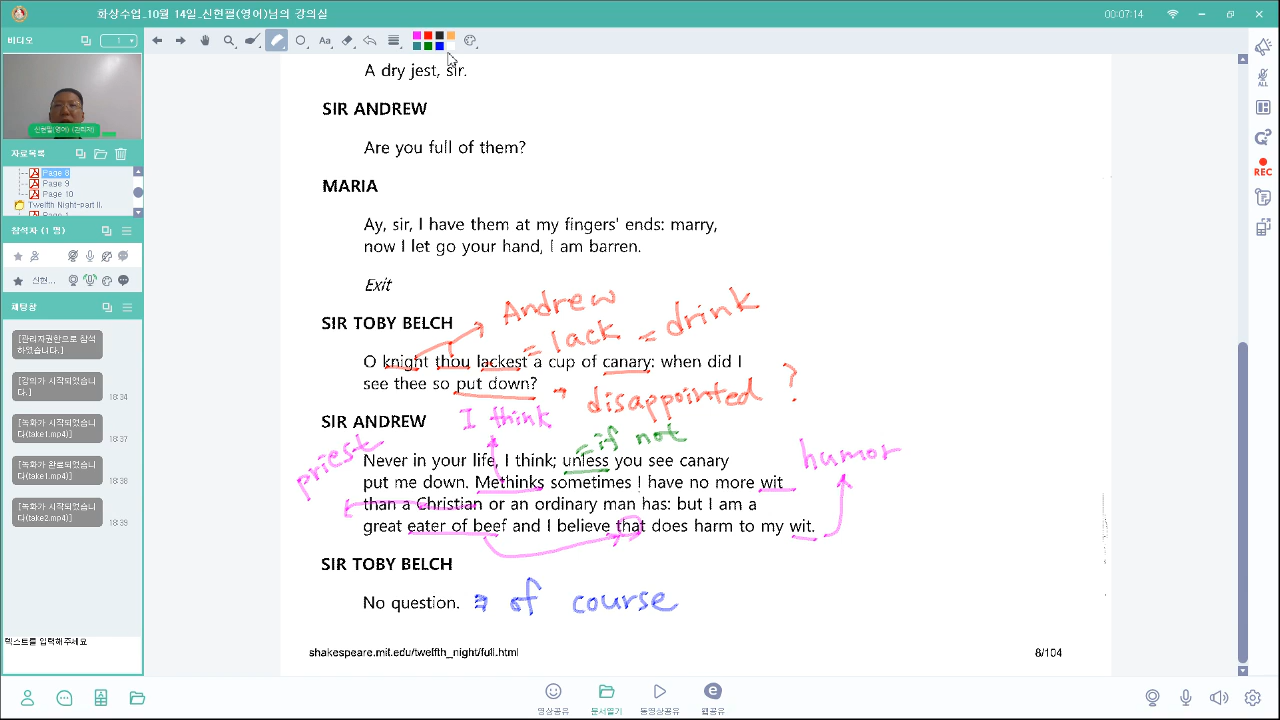 화상수업_10월 14일_신현필(영어)님의 강의실
00:07:14
비디오
1
신현필(영어) (관리자)
자료목록
Page 8
Page 9
Page 10
Twelfth Night-part II.
참석자 (1 명)
신현...
채팅창
[관리자권한으로 참석하였습니다.]
[강의가 시작되었습니다.]
18:34
[녹화가 시작되었습니다(take1.mp4)]
18:37
[녹화가 완료되었습니다(take1.mp4)]
18:38
[녹화가 시작되었습니다(take2.mp4)]
18:39
텍스트를 입력해주세요
Aa
REC
A dry jest, sir.
SIR ANDREW
Are you full of them?
MARIA
Ay, sir, I have them at my fingers' ends: marry,
now I let go your hand, I am barren.
Exit
Andrew
= lack = drink
SIR TOBY BELCH
O knight thou lackest a cup of canary: when did I
see thee so put down?
disappointed ?
I think
SIR ANDREW
= if not
priest
humor
Never in your life, I think; unless you see canary
put me down. Methinks sometimes I have no more wit
than a Christian or an ordinary man has: but I am a
great eater of beef and I believe that does harm to my wit.
SIR TOBY BELCH
No question. = of course
shakespeare.mit.edu/twelfth_night/full.html
8/104
영상공유
문서열기
동영상공유
웹공유